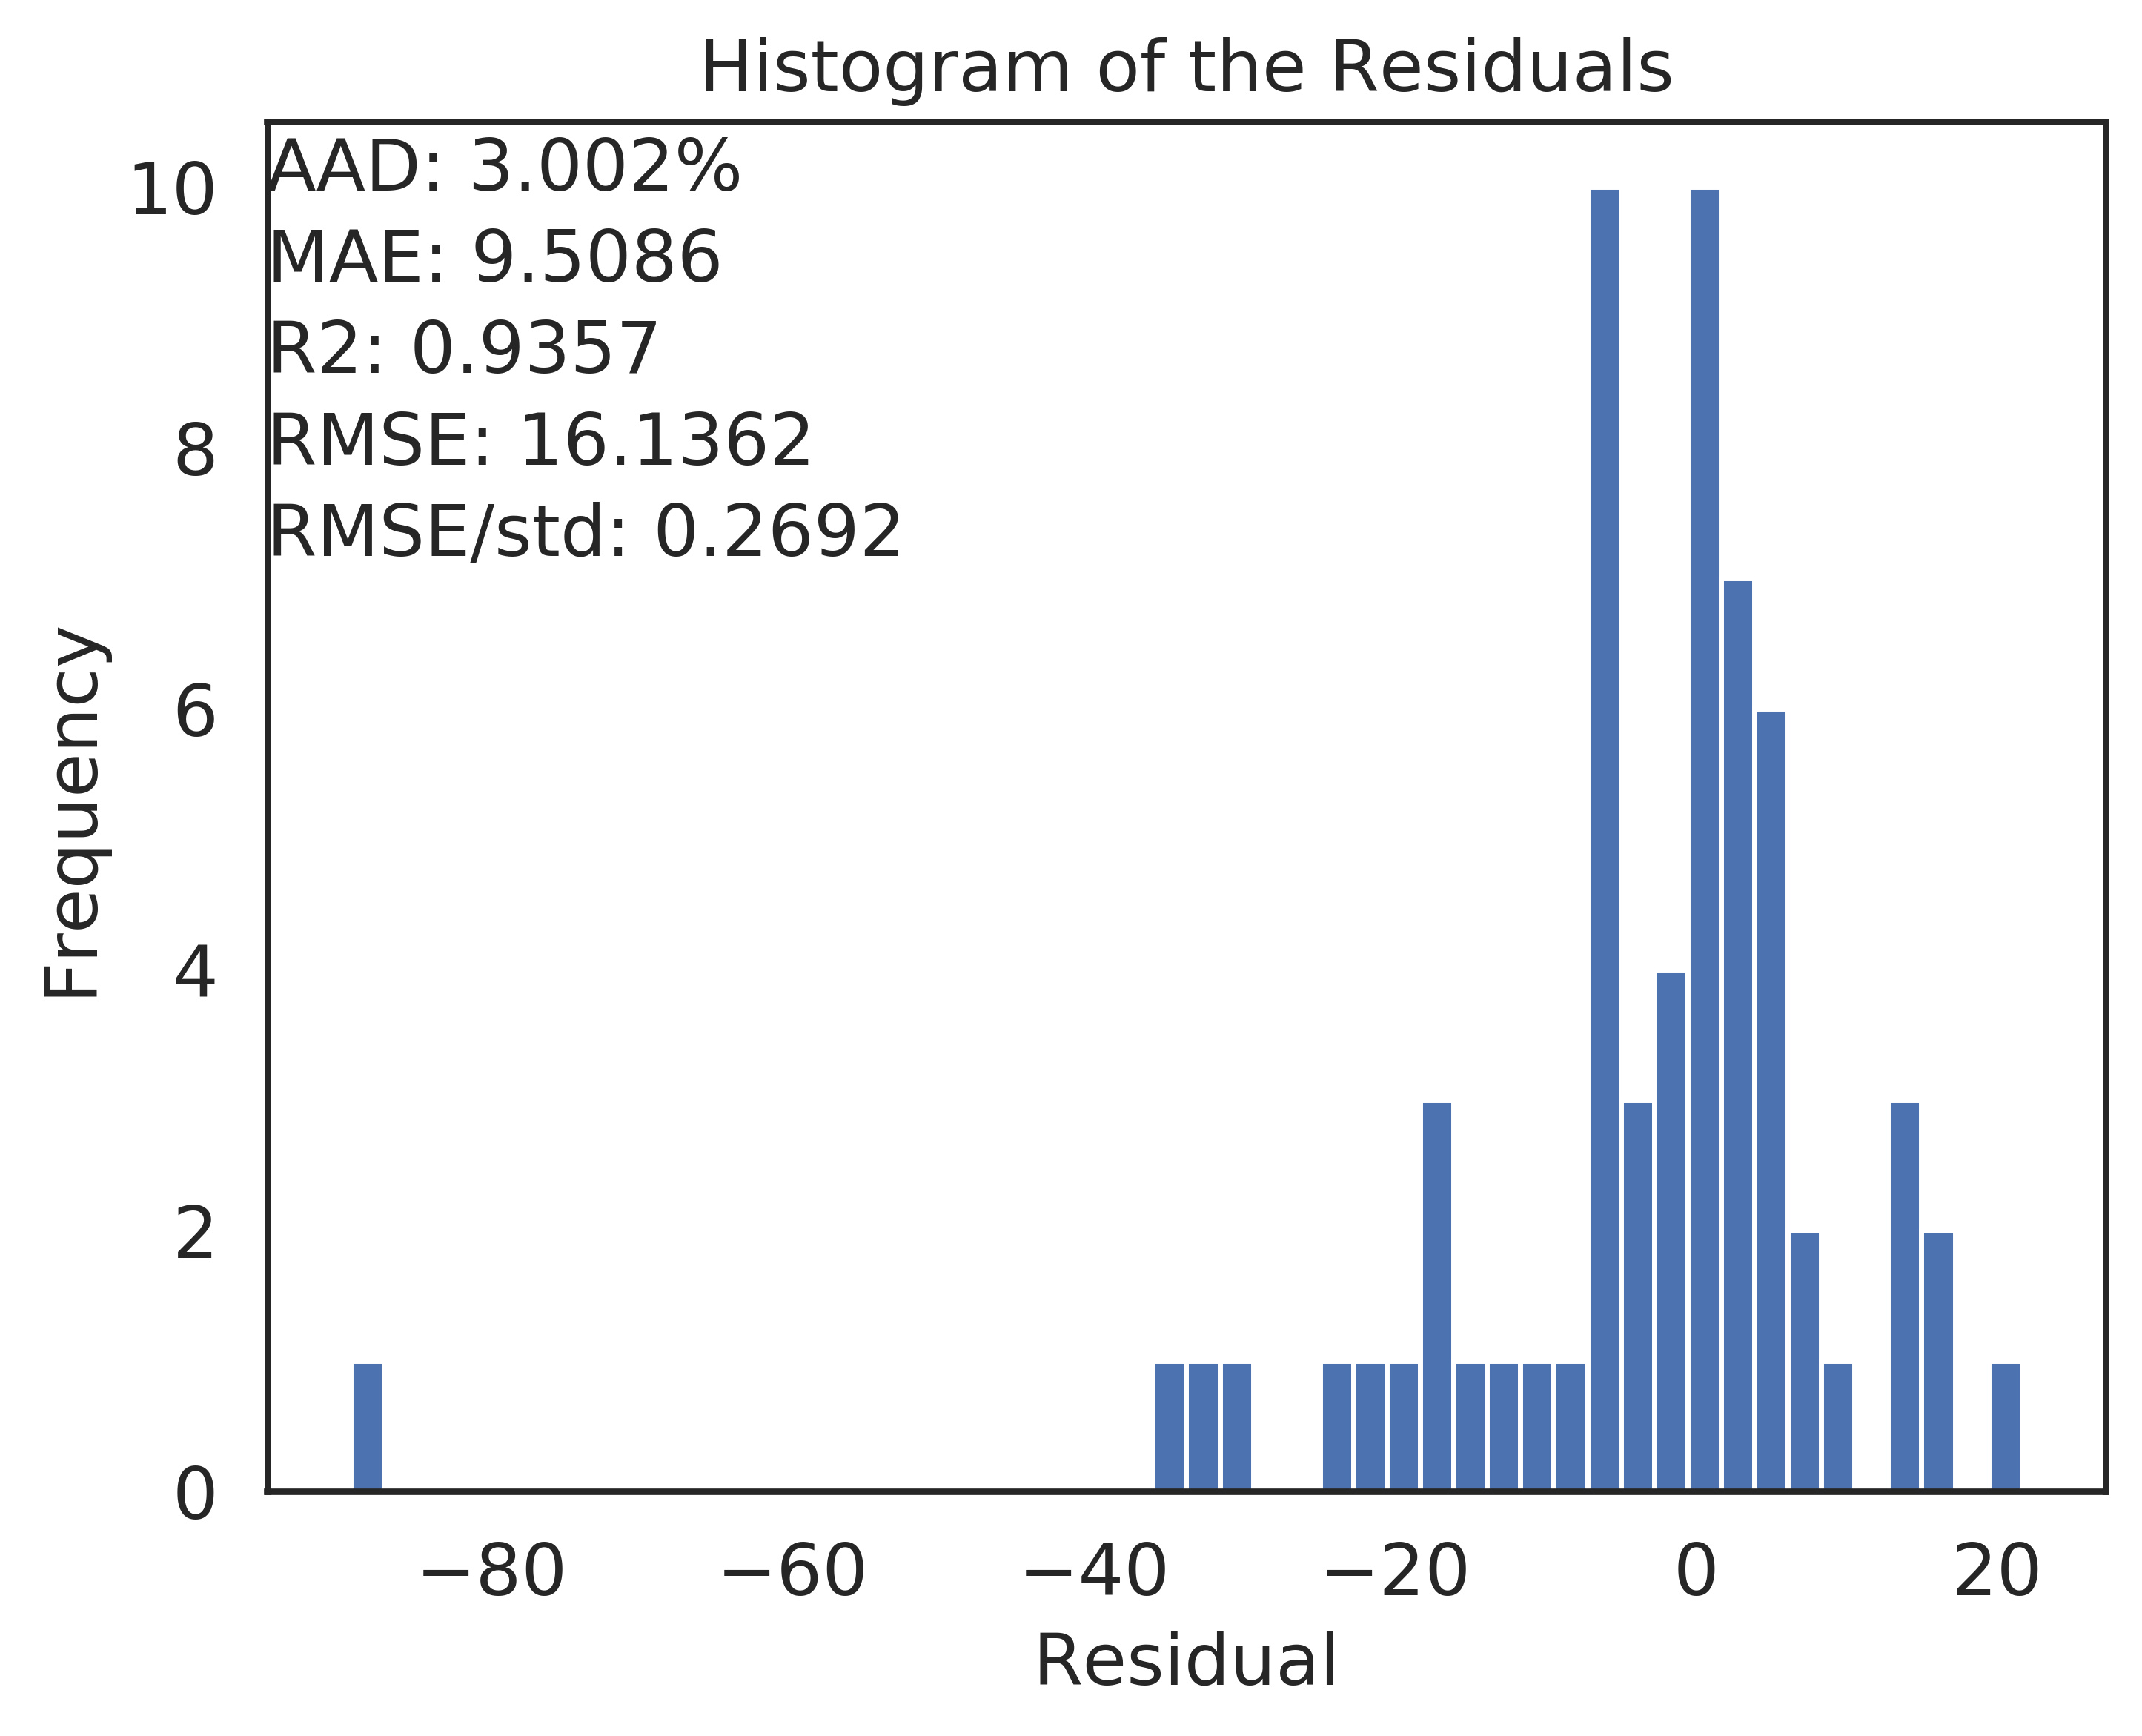 Histogram of the Residuals
AAD: 3.002%
MAE: 9.5086
R2: 0.9357
RMSE: 16.1362
RMSE/std: 0.2692
10
8
6
4
2
0
Frequency
−80 −60 −40 −20 0 20
Residual